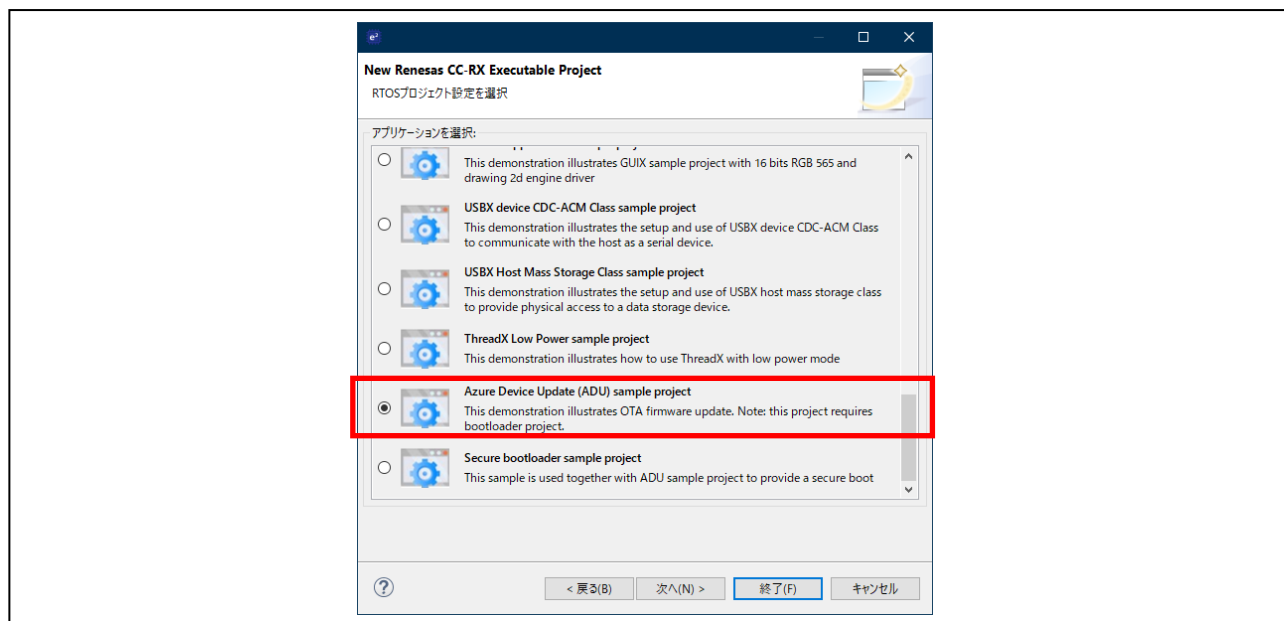 e²
New Renesas CC-RX Executable Project
RTOSプロジェクト設定を選択
アプリケーションを選択:
This demonstration illustrates GUIX sample project with 16 bits RGB 565 and
drawing 2d engine driver
USBX device CDC-ACM Class sample project
This demonstration illustrates the setup and use of USBX device CDC-ACM Class
to communicate with the host as a serial device.
USBX Host Mass Storage Class sample project
This demonstration illustrates the setup and use of USBX host mass storage class
to provide physical access to a data storage device.
ThreadX Low Power sample project
This demonstration illustrates how to use ThreadX with low power mode
Azure Device Update (ADU) sample project
This demonstration illustrates OTA firmware update. Note: this project requires
bootloader project.
Secure bootloader sample project
This sample is used together with ADU sample project to provide a secure boot
?
< 戻る(B)
次へ(N) >
終了(F)
キャンセル